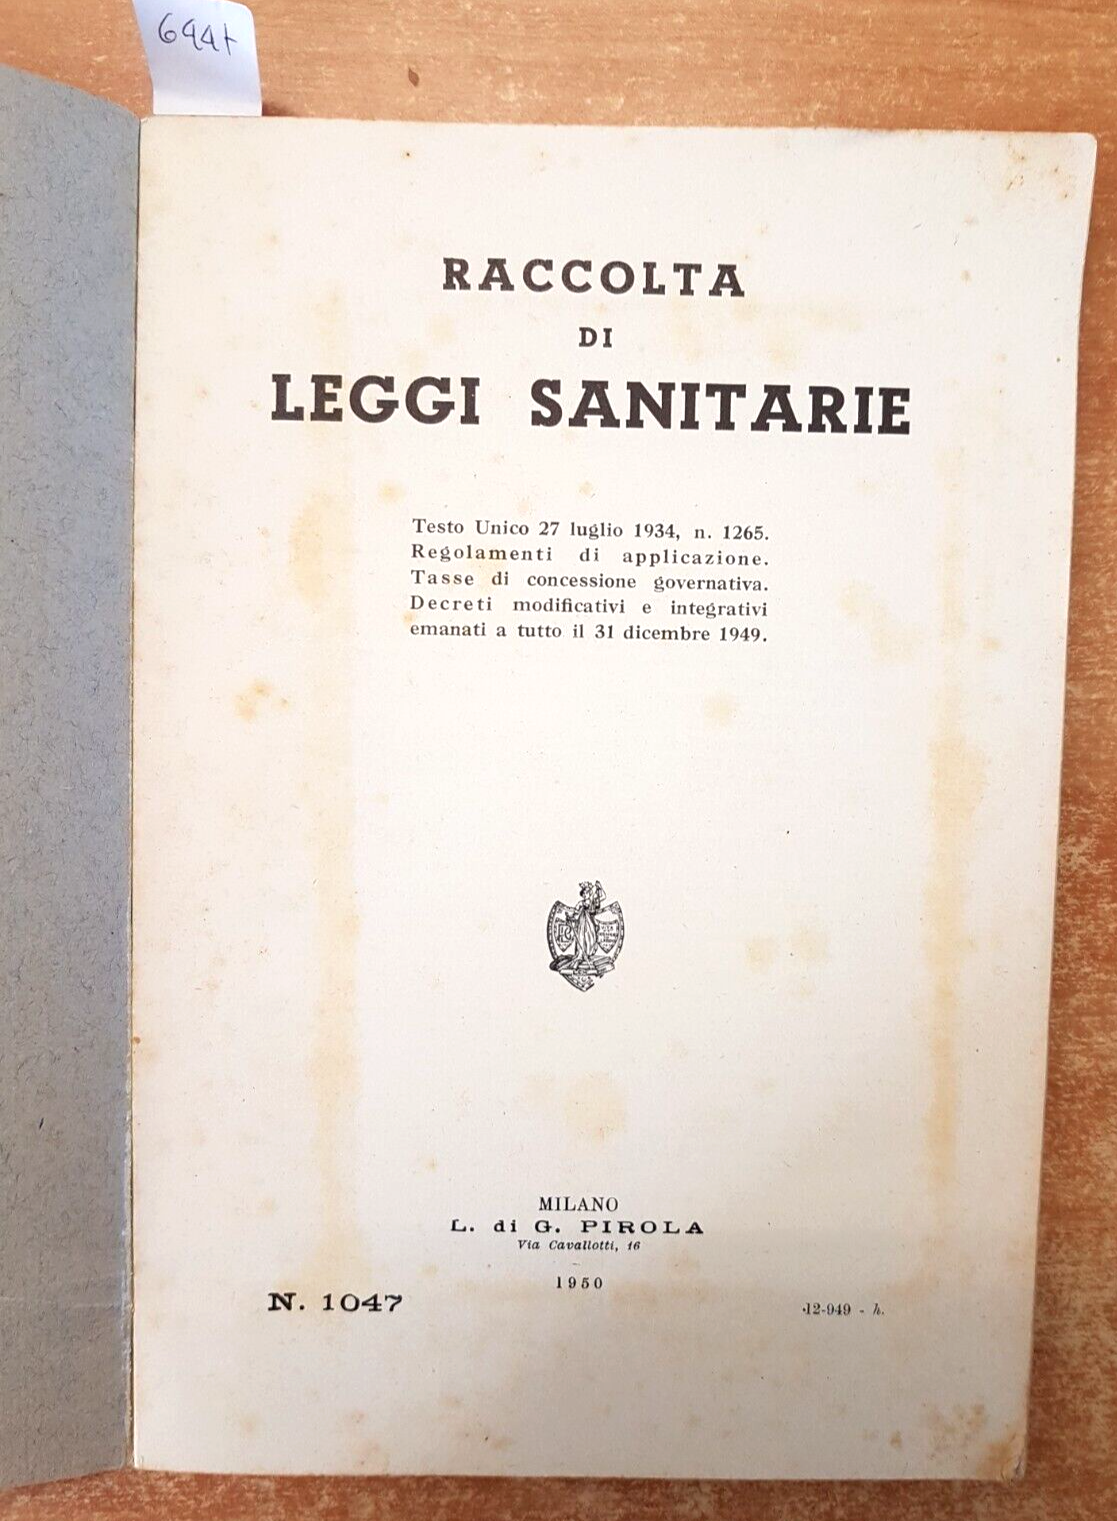 RACCOLTA
DI
LEGGI SANITARIE
Testo Unico 27 luglio 1934, n. 1265.
Regolamenti di applicazione.
Tasse di concessione governativa.
Decreti modificativi e integrativi
emanati a tutto il 31 dicembre 1949.
MILANO
L. di G. PIROLA
Via Cavallotti, 16
1950
N. 1047
12-949 - h.